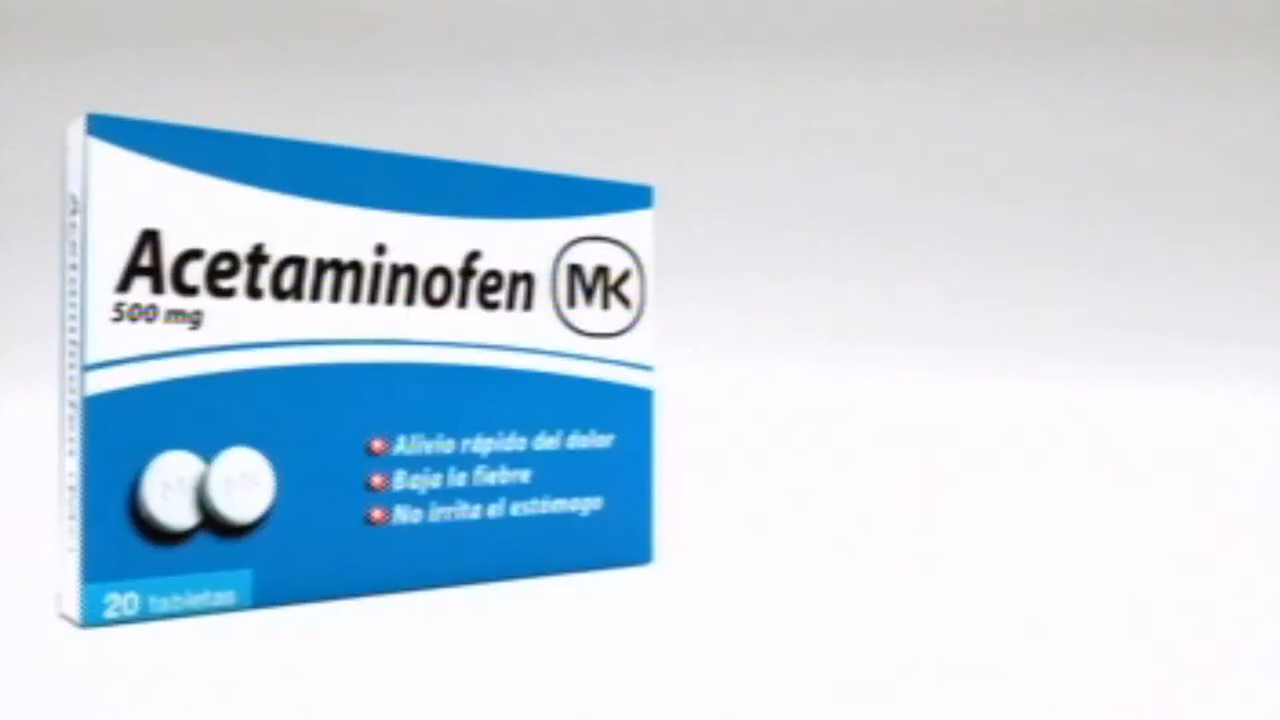 Acetaminofen MK
500 mg
Alivio rápido del dolor
Baja la fiebre
No irrita el estómago
20 tabletas